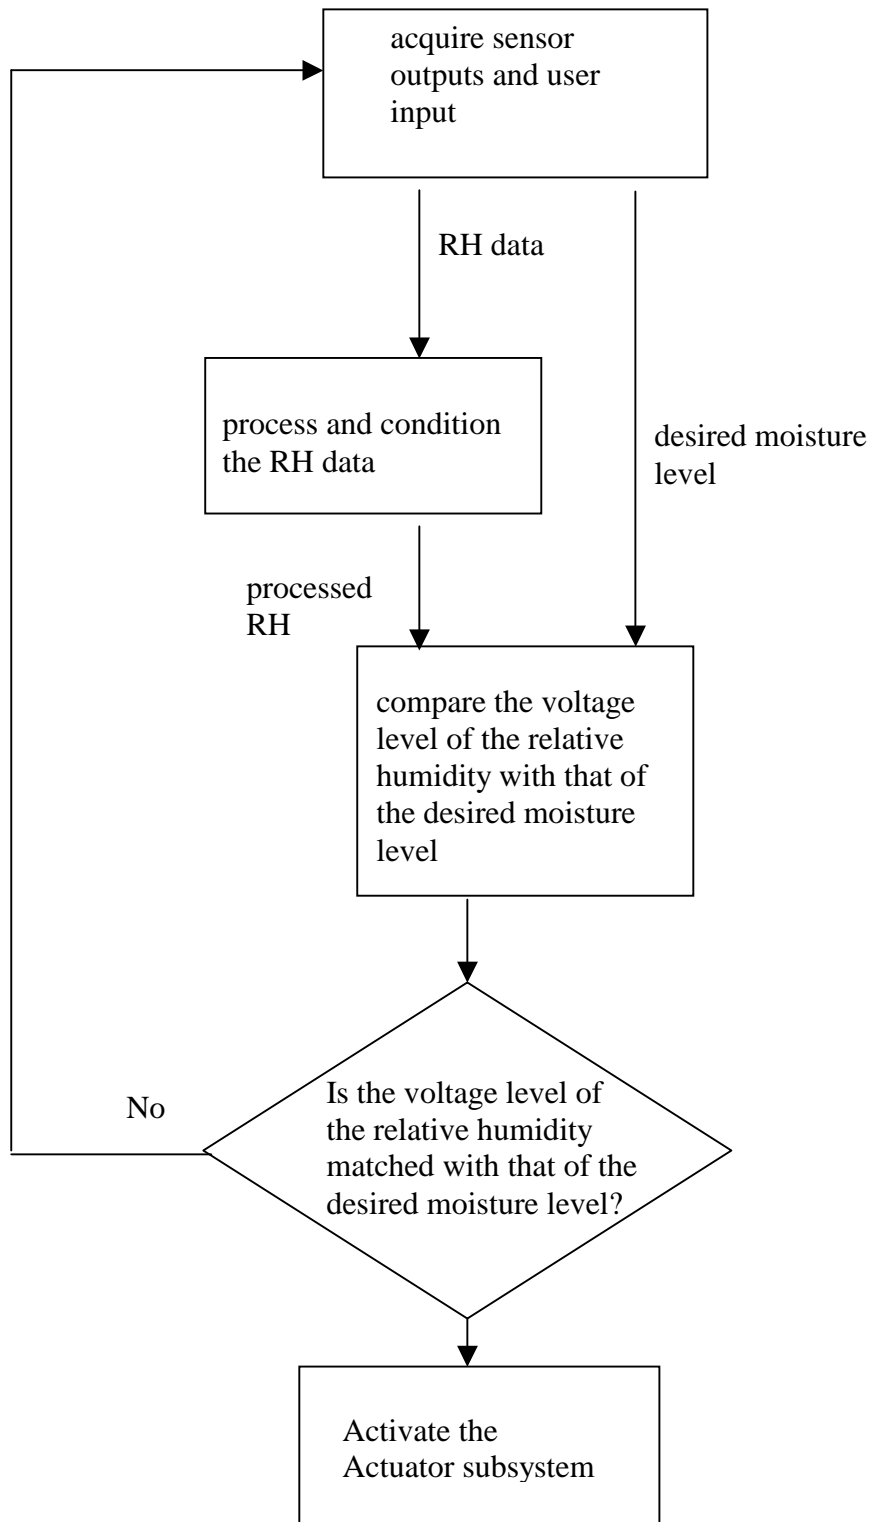 acquire sensor
outputs and user
input
RH data
process and condition
the RH data
desired moisture
level
processed
RH
compare the voltage
level of the relative
humidity with that of
the desired moisture
level
No
Is the voltage level of
the relative humidity
matched with that of the
desired moisture level?
Activate the
Actuator subsystem